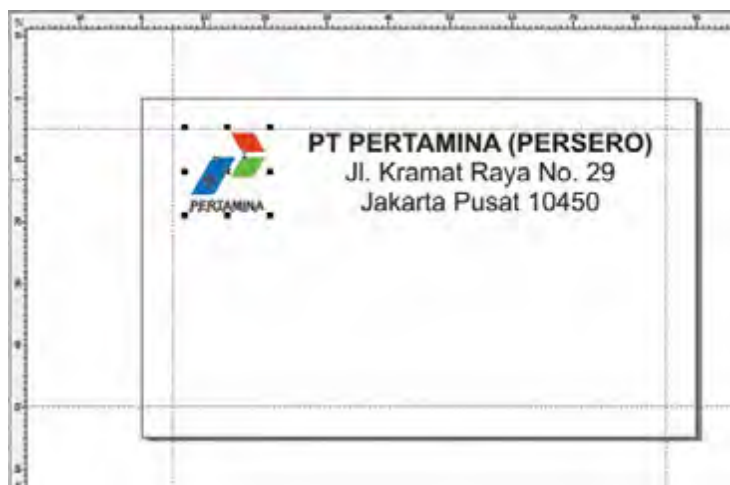 PT PERTAMINA (PERSERO)
Jl. Kramat Raya No. 29
Jakarta Pusat 10450
PERTAMINA